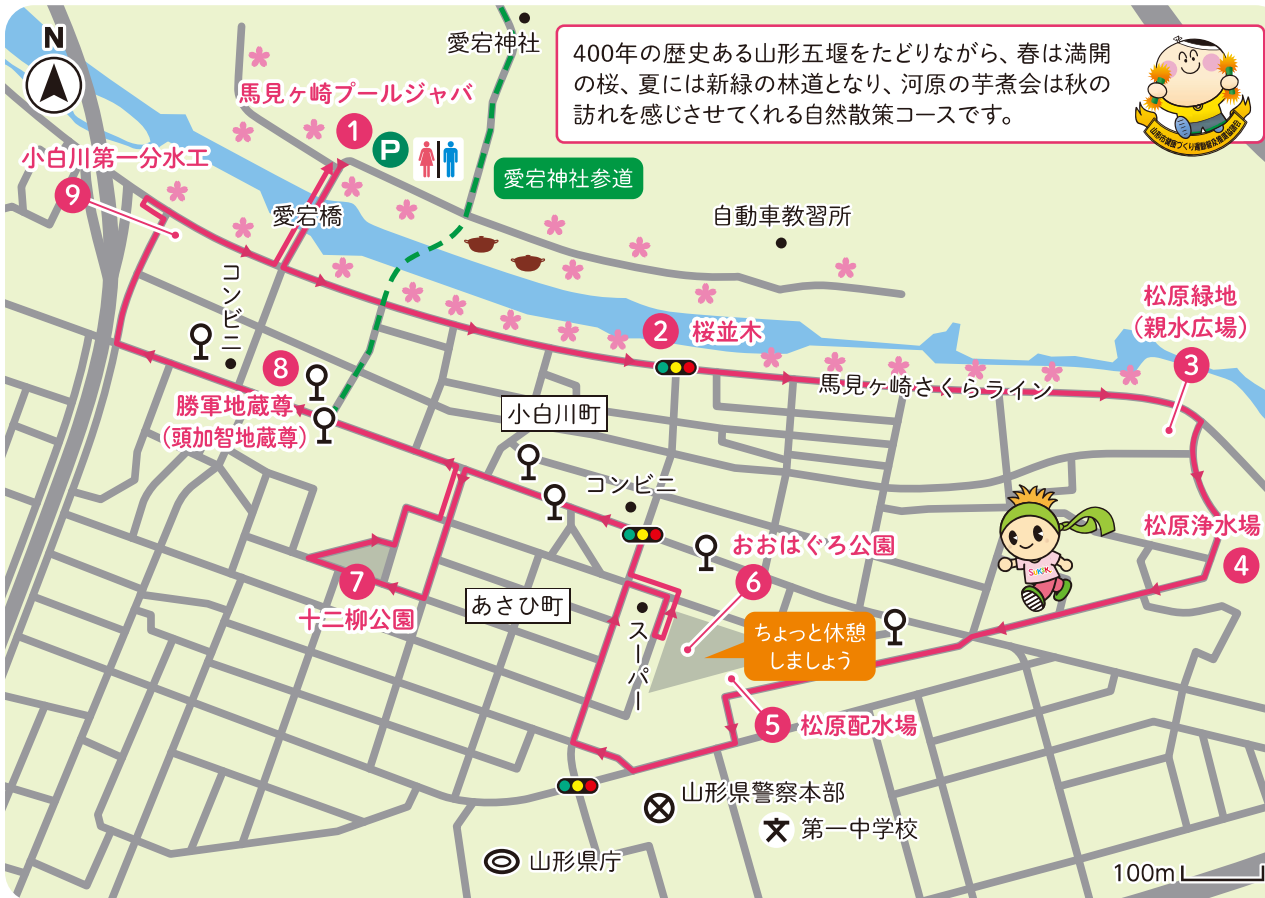 N
愛宕神社
400年の歴史ある山形五堰をたどりながら、春は満開
の桜、夏には新緑の林道となり、河原の芋煮会は秋の
訪れを感じさせてくれる自然散策コースです。
馬見ヶ崎プールジャバ
1
P
小白川第一分水工
9
愛宕神社参道
愛宕橋
自動車教習所
コンビニ
松原緑地
(親水広場)
3
2 桜並木
8
馬見ヶ崎さくらライン
勝軍地蔵尊
(頭加智地蔵尊)
小白川町
コンビニ
松原浄水場
4
おおはぐろ公園
6
7
十二柳公園
あさひ町
スーパー
ちょっと休憩
しましょう
5 松原配水場
山形県警察本部
文 第一中学校
山形県庁
100m